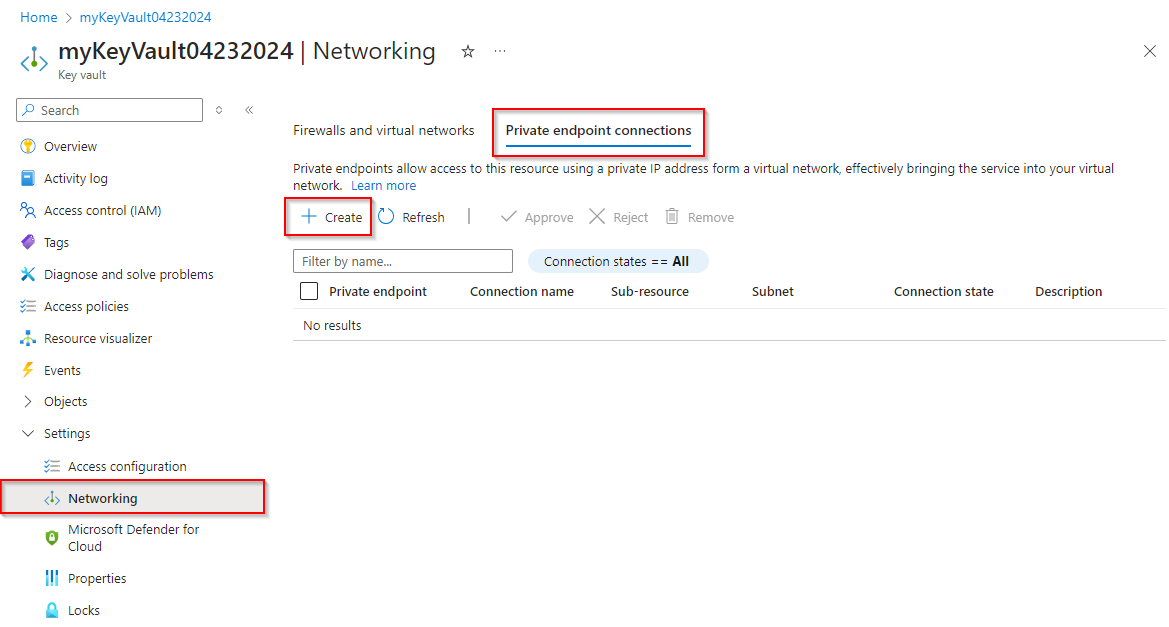 Home > myKeyVault04232024
myKeyVault04232024 | Networking
Key vault
Search
Overview
Activity log
Access control (IAM)
Tags
Diagnose and solve problems
Access policies
Resource visualizer
Events
Objects
Settings
Access configuration
Networking
Microsoft Defender for
Cloud
Properties
Locks
Firewalls and virtual networks Private endpoint connections
Private endpoints allow access to this resource using a private IP address form a virtual network, effectively bringing the service into your virtual
network. Learn more
Create Refresh | Approve Reject Remove
Filter by name... Connection states == All
Private endpoint Connection name Sub-resource Subnet Connection state Description
No results